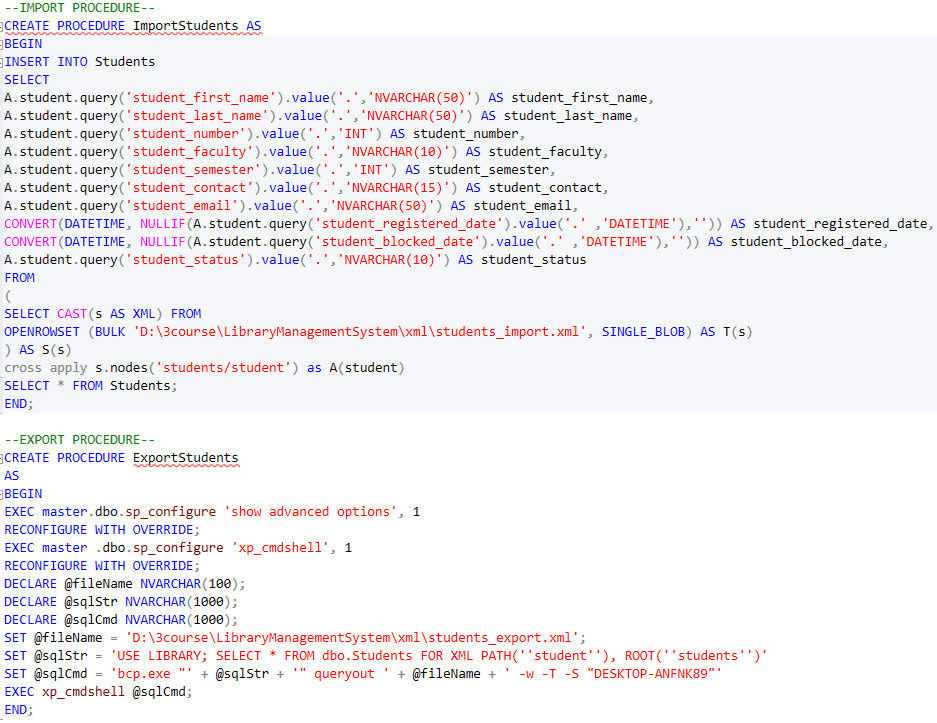 --IMPORT PROCEDURE--
CREATE PROCEDURE ImportStudents AS
BEGIN
INSERT INTO Students
SELECT
A.student.query('student_first_name').value('.','NVARCHAR(50)') AS student_first_name,
A.student.query('student_last_name').value('.','NVARCHAR(50)') AS student_last_name,
A.student.query('student_number').value('.','INT') AS student_number,
A.student.query('student_faculty').value('.','NVARCHAR(10)') AS student_faculty,
A.student.query('student_semester').value('.','INT') AS student_semester,
A.student.query('student_contact').value('.','NVARCHAR(15)') AS student_contact,
A.student.query('student_email').value('.','NVARCHAR(50)') AS student_email,
CONVERT(DATETIME, NULLIF(A.student.query('student_registered_date').value('.' ,'DATETIME'),'')) AS student_registered_date,
CONVERT(DATETIME, NULLIF(A.student.query('student_blocked_date').value('.' ,'DATETIME'),'')) AS student_blocked_date,
A.student.query('student_status').value('.','NVARCHAR(10)') AS student_status
FROM
(
SELECT CAST(s AS XML) FROM
OPENROWSET (BULK 'D:\3course\LibraryManagementSystem\xml\students_import.xml', SINGLE_BLOB) AS T(s)
) AS S(s)
cross apply s.nodes('students/student') as A(student)
SELECT * FROM Students;
END;
--EXPORT PROCEDURE--
CREATE PROCEDURE ExportStudents
AS
BEGIN
EXEC master.dbo.sp_configure 'show advanced options', 1
RECONFIGURE WITH OVERRIDE;
EXEC master .dbo.sp_configure 'xp_cmdshell', 1
RECONFIGURE WITH OVERRIDE;
DECLARE @fileName NVARCHAR(100);
DECLARE @sqlStr NVARCHAR(1000);
DECLARE @sqlCmd NVARCHAR(1000);
SET @fileName = 'D:\3course\LibraryManagementSystem\xml\students_export.xml';
SET @sqlStr = 'USE LIBRARY; SELECT * FROM dbo.Students FOR XML PATH(''student''), ROOT(''students'')'
SET @sqlCmd = 'bcp.exe "' + @sqlStr + '" queryout ' + @fileName + ' -w -T -S "DESKTOP-ANFNK89"'
EXEC xp_cmdshell @sqlCmd;
END;